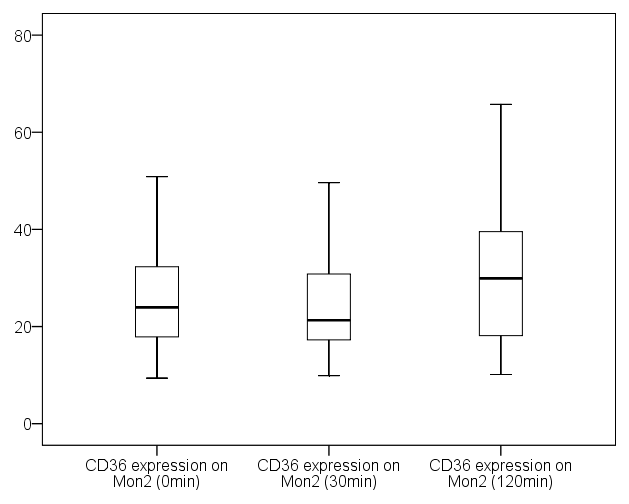 80
60
40
20
0
CD36 expression on
Mon2 (0min)
CD36 expression on
Mon2 (30min)
CD36 expression on
Mon2 (120min)